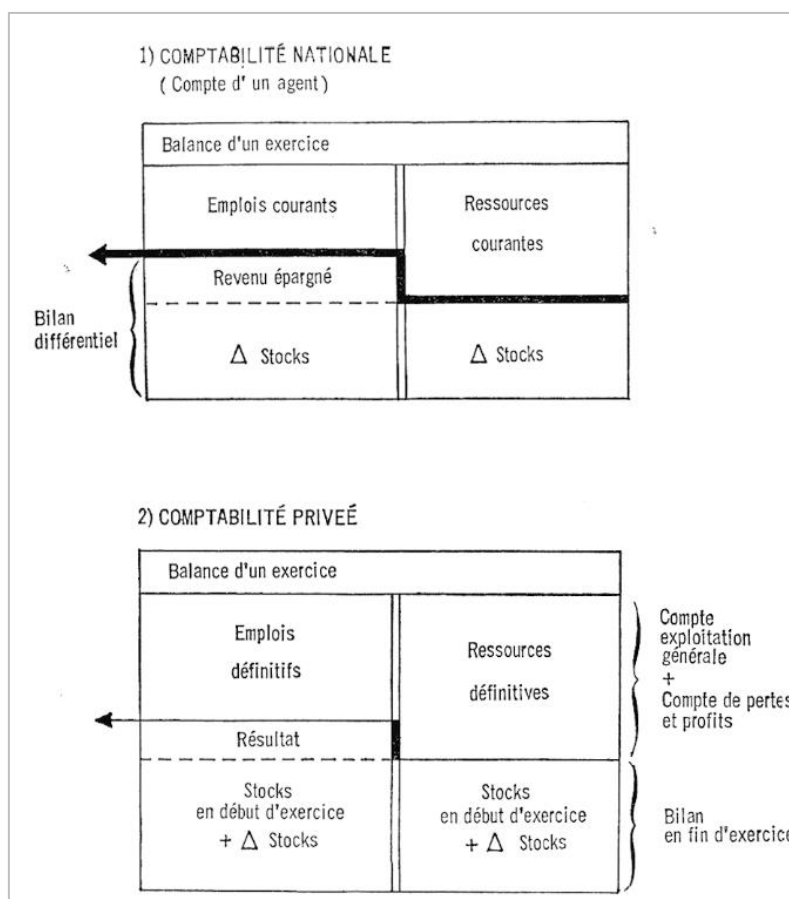 1) COMPTABILITÉ NATIONALE
( Compte d' un agent)
Balance d'un exercice
Emplois courants
Ressources
courantes
Revenu épargné
Bilan
différentiel
Δ Stocks
Δ Stocks
2) COMPTABILITÉ PRIVEÉ
Balance d'un exercice
Emplois
définitifs
Ressources
définitives
Compte
exploitation
générale
+
Compte de pertes
et profits
Résultat
Stocks
en début d'exercice
+ Δ Stocks
Stocks
en début d'exercice
+ Δ Stocks
Bilan
en fin d'exercice